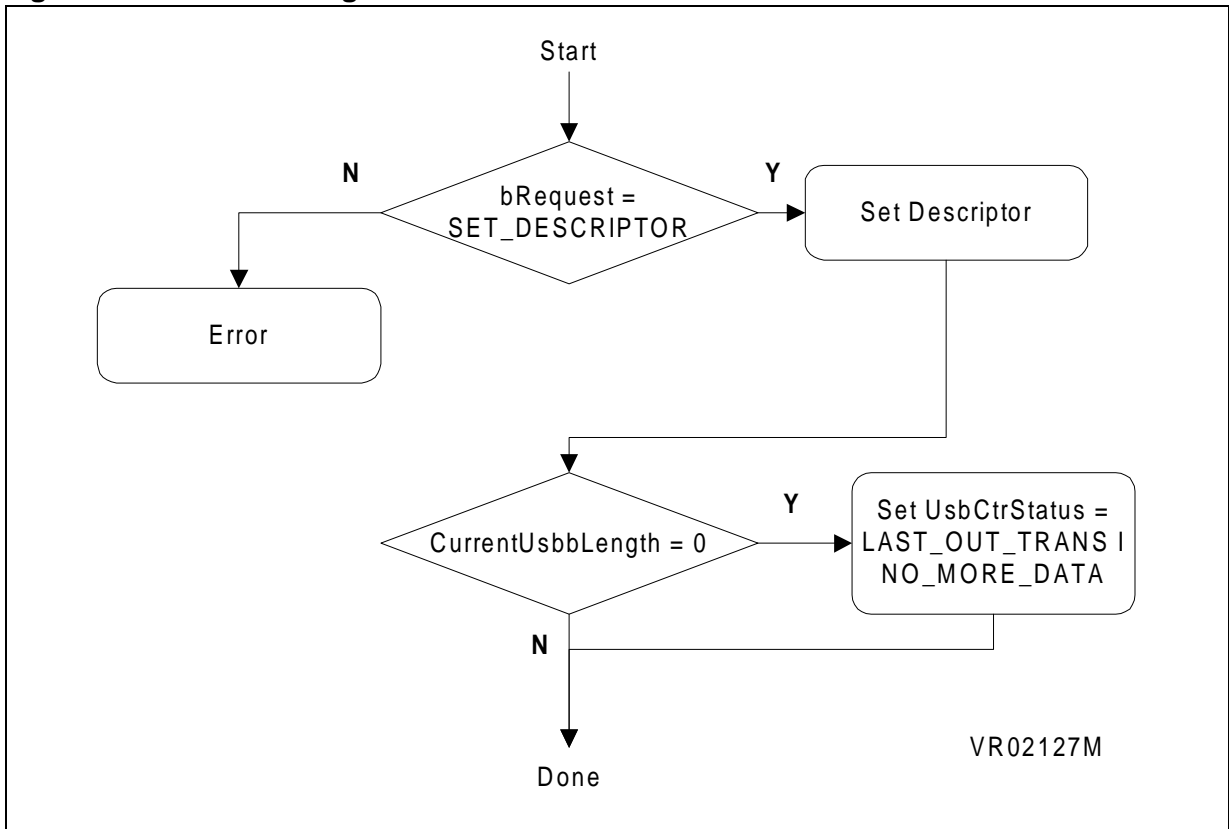 Start
N
Y
bRequest =
SET_DESCRIPTOR
Set Descriptor
Error
CurrentUsbbLength = 0
Y
Set UsbCtrStatus =
LAST_OUT_TRANS I
NO_MORE_DATA
N
VR02127M
Done